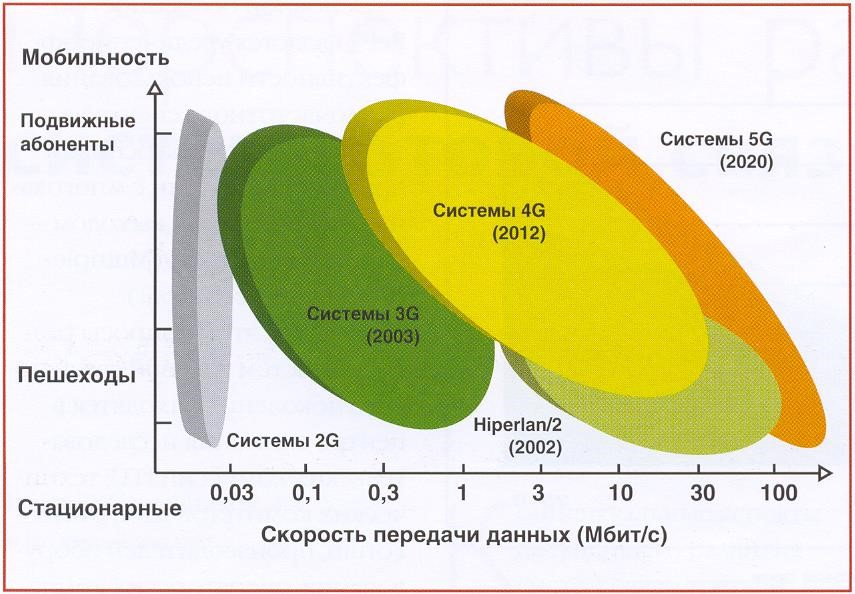 Мобильность
Подвижные
абоненты
Системы 5G
(2020)
Системы 4G
(2012)
Системы 3G
(2003)
Пешеходы
Hiperlan/2
(2002)
Системы 2G
0,03 0,1 0,3 1 3 10 30 100
Стационарные
Скорость передачи данных (Мбит/с)